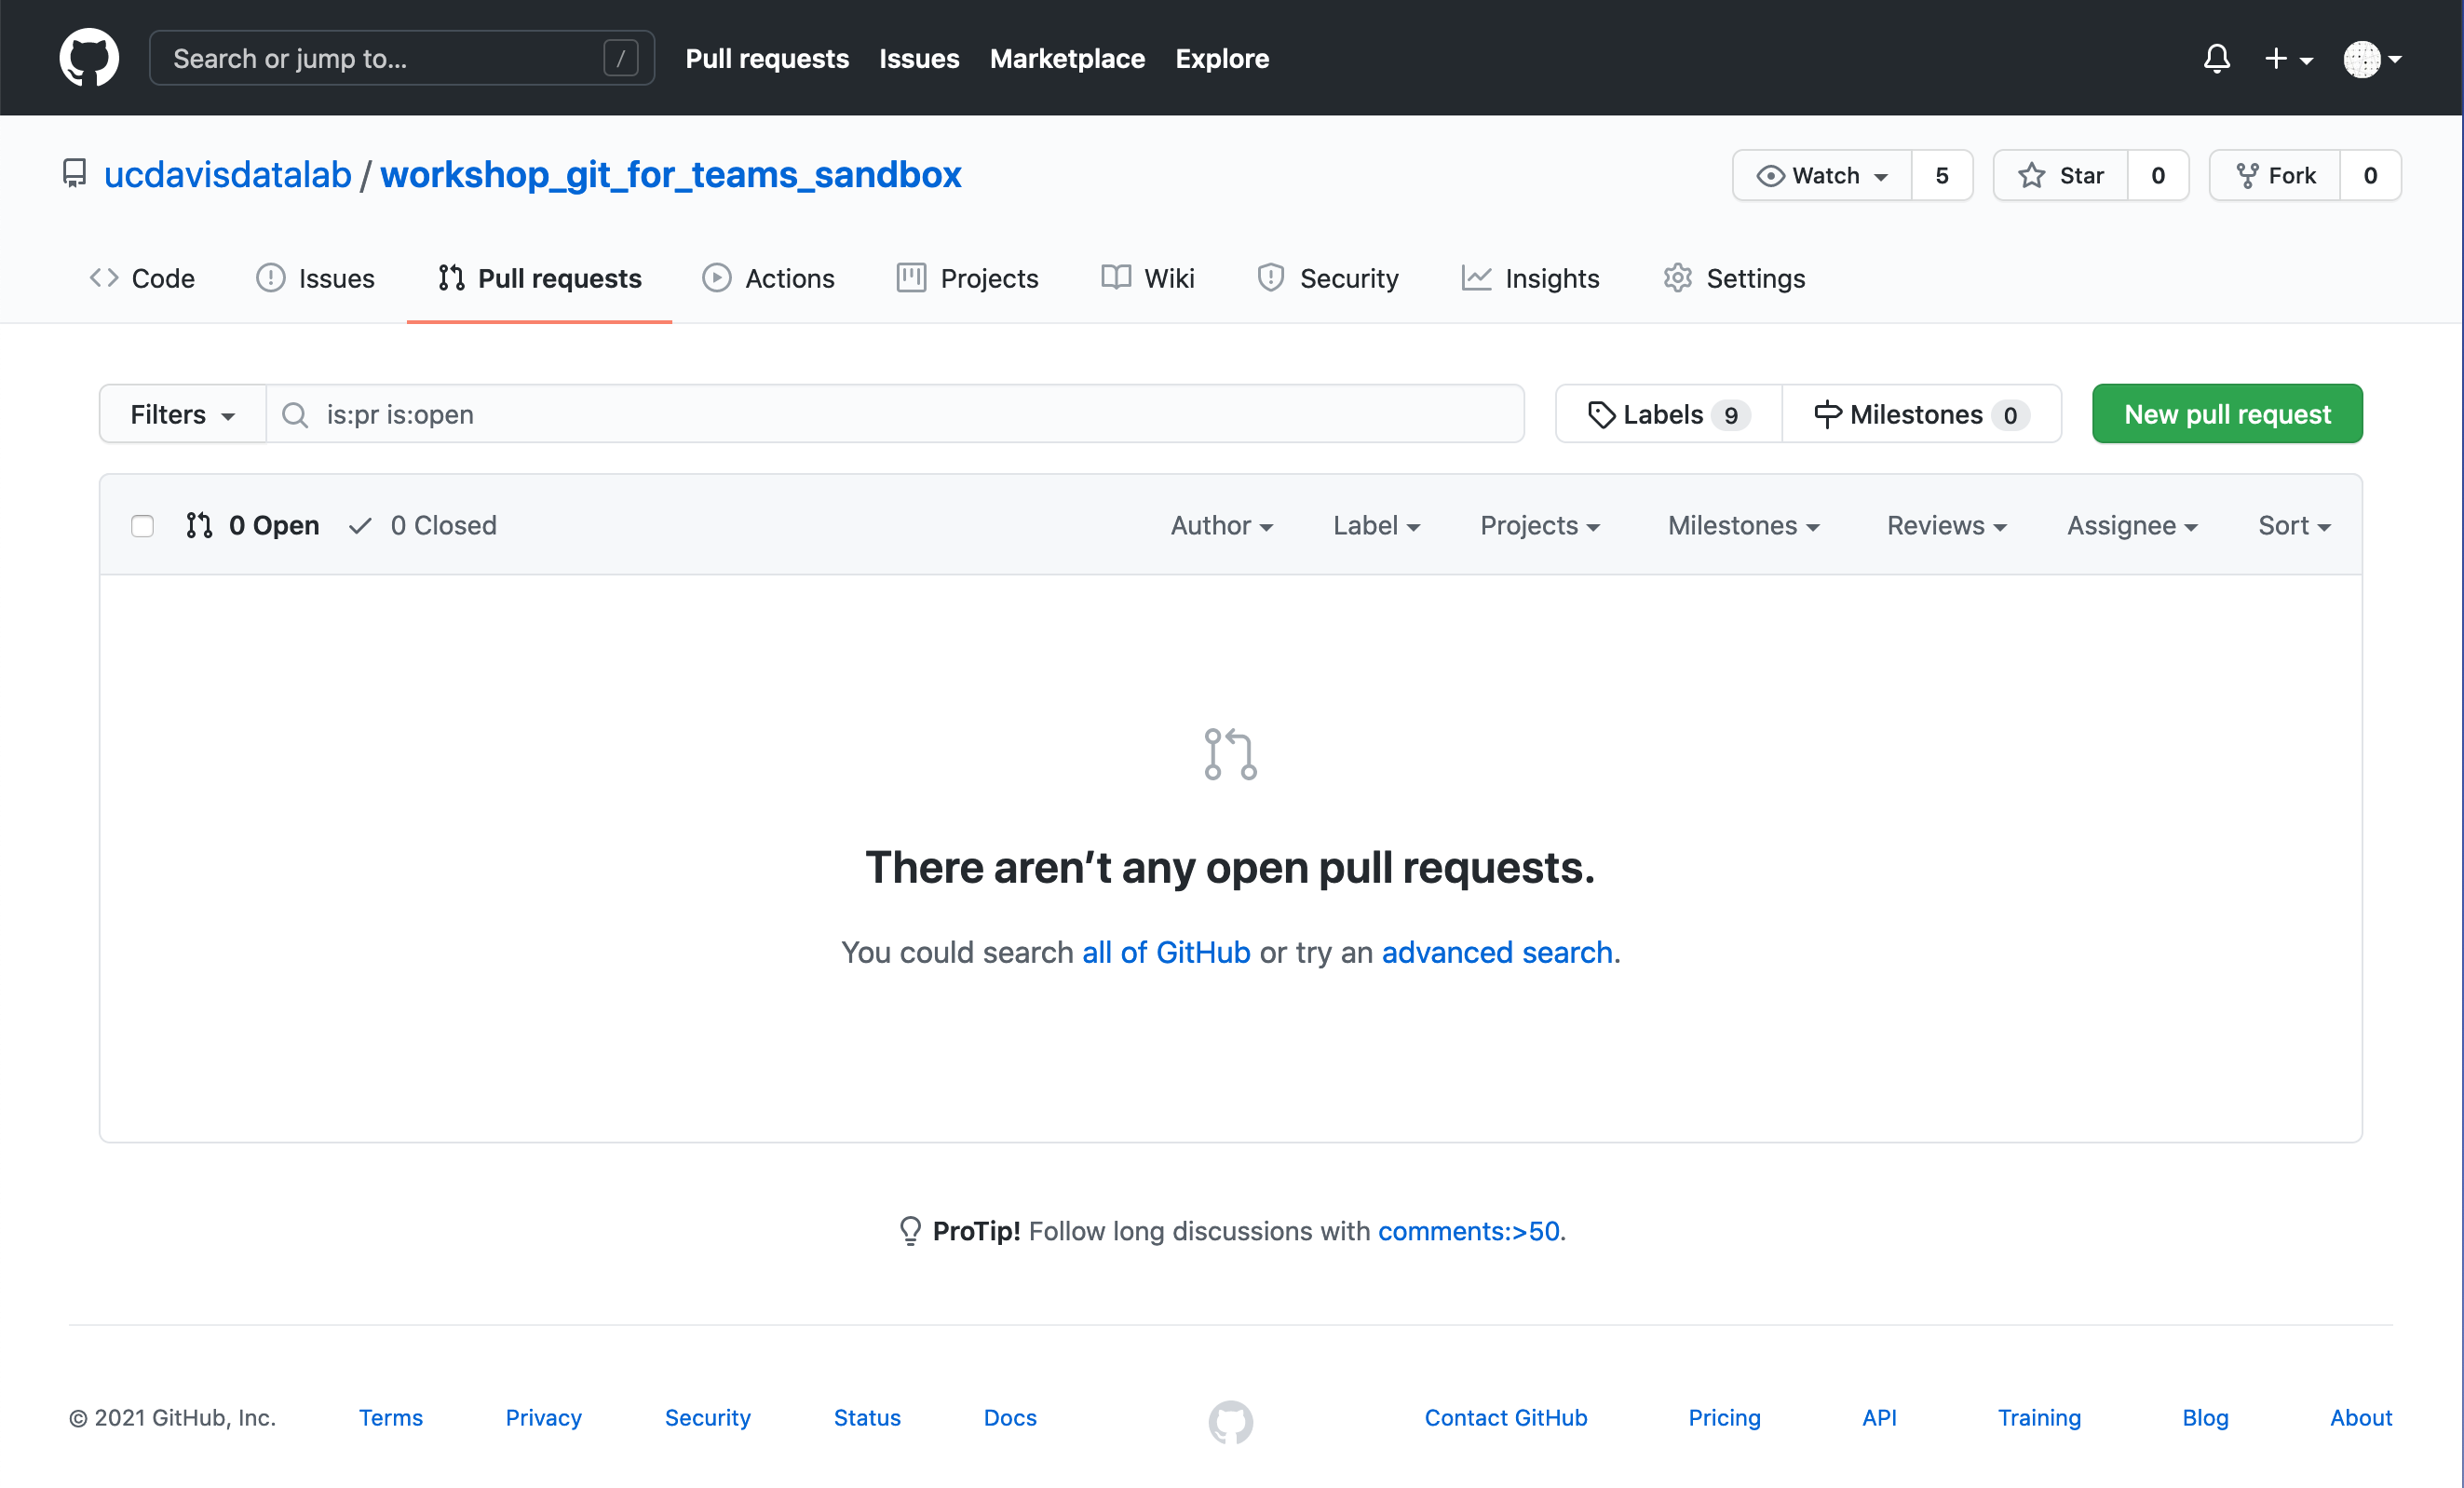 Search or jump to... / Pull requests Issues Marketplace Explore
ucdavisdatalab / workshop_git_for_teams_sandbox Watch 5 Star 0 Fork 0
Code Issues Pull requests Actions Projects Wiki Security Insights Settings
Filters is:pr is:open Labels 9 Milestones 0 New pull request
0 Open 0 Closed Author Label Projects Milestones Reviews Assignee Sort
There aren’t any open pull requests.
You could search all of GitHub or try an advanced search.
ProTip! Follow long discussions with comments:>50.
© 2021 GitHub, Inc. Terms Privacy Security Status Docs Contact GitHub Pricing API Training Blog About